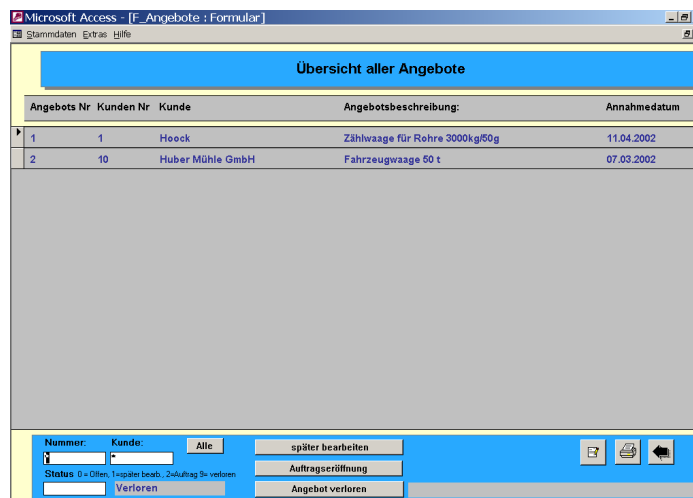 Microsoft Access - [F_Angebote : Formular]
Stammdaten Extras Hilfe
Übersicht aller Angebote
Angebots Nr Kunden Nr Kunde Angebotsbeschreibung: Annahmedatum
1 1 Hoock Zählwaage für Rohre 3000kg/50g 11.04.2002
2 10 Huber Mühle GmbH Fahrzeugwaage 50 t 07.03.2002
Nummer: Kunde: Alle
* *
Status 0 = Offen, 1=später bearb., 2=Auftrag 9= verloren
Verloren
später bearbeiten
Auftragseröffnung
Angebot verloren